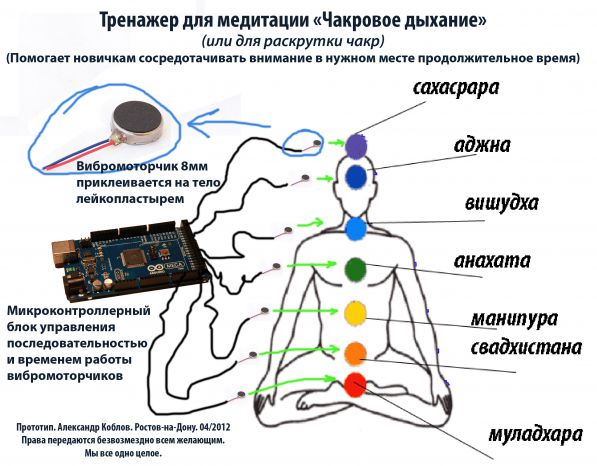 Тренажер для медитации «Чакровое дыхание»
(или для раскрутки чакр)
(Помогает новичкам сосредотачивать внимание в нужном месте продолжительное время)
сахасрара
аджна
Вибромоторчик 8мм
приклеивается на тело
лейкопластырем
вишудха
анахата
Микроконтроллерный
блок управления
последовательностью
и временем работы
вибромоторчиков
манипура
свадхистана
муладхара
Прототип. Александр Коблов. Ростов-на-Дону. 04/2012
Права передаются безвозмездно всем желающим.
Мы все одно целое.